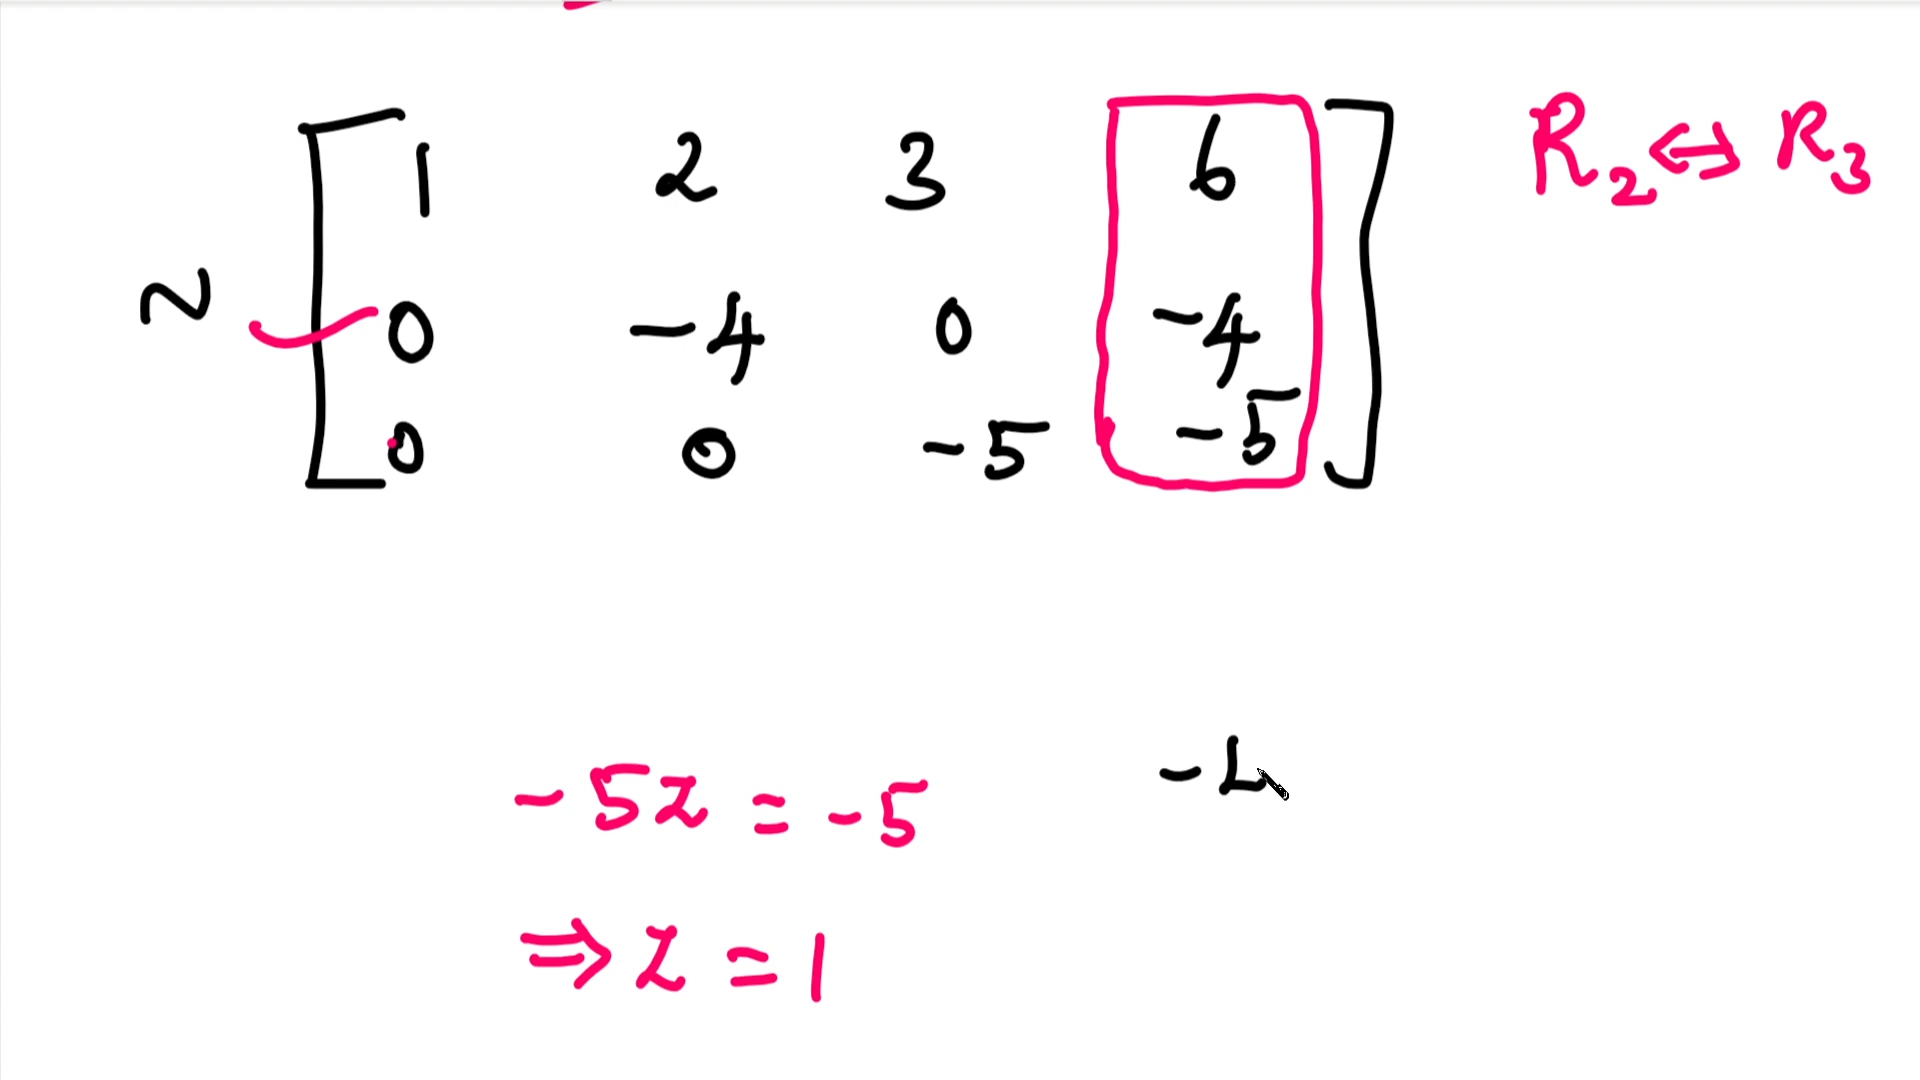 1 2 3 6 R₂ ↔ R₃
~ 0 -4 0 -4
0 0 -5 -5
-5z = -5 -
⇒ z = 1